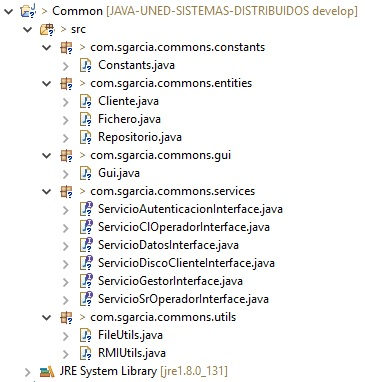 > Common [JAVA-UNED-SISTEMAS-DISTRIBUIDOS develop]
> src
> com.sgarcia.commons.constants
Constants.java
> com.sgarcia.commons.entities
Cliente.java
Fichero.java
Repositorio.java
> com.sgarcia.commons.gui
Gui.java
> com.sgarcia.commons.services
ServicioAutenticacionInterface.java
ServicioClOperadorInterface.java
ServicioDatosInterface.java
ServicioDiscoClienteInterface.java
ServicioGestorInterface.java
ServicioSrOperadorInterface.java
> com.sgarcia.commons.utils
FileUtils.java
RMIUtils.java
JRE System Library [jre1.8.0_131]